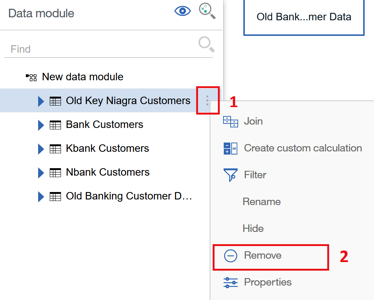 Data module
Old Bank...mer Data
Find
New data module
Old Key Niagra Customers
1
Bank Customers
Kbank Customers
Nbank Customers
Old Banking Customer D...
Join
Create custom calculation
Filter
Rename
Hide
Remove
2
Properties